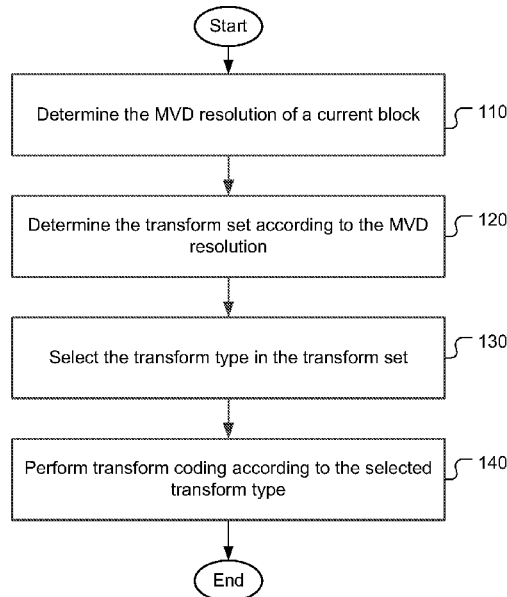 Start
Determine the MVD resolution of a current block
110
Determine the transform set according to the MVD
resolution
120
Select the transform type in the transform set
130
Perform transform coding according to the selected
transform type
140
End